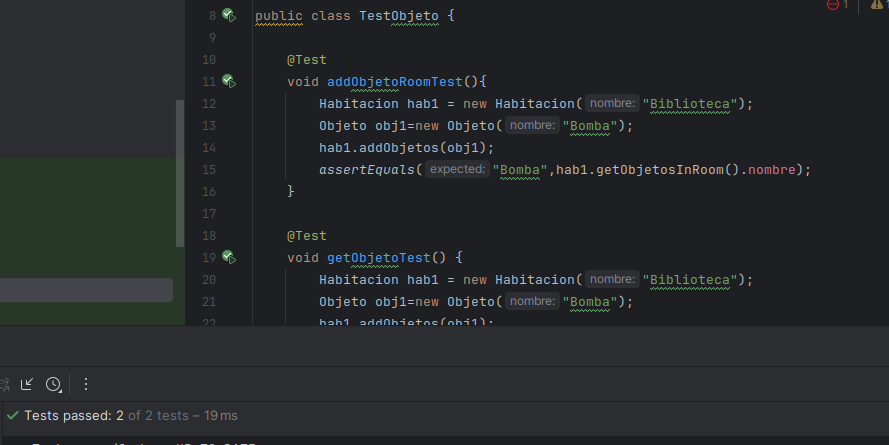 1
8 public class TestObjeto {
9
10 @Test
11 void addObjetoRoomTest(){
12 Habitacion hab1 = new Habitacion( nombre: "Biblioteca");
13 Objeto obj1=new Objeto( nombre: "Bomba");
14 hab1.addObjetos(obj1);
15 assertEquals( expected: "Bomba",hab1.getObjetosInRoom().nombre);
16 }
17
18 @Test
19 void getObjetoTest() {
20 Habitacion hab1 = new Habitacion( nombre: "Biblioteca");
21 Objeto obj1=new Objeto( nombre: "Bomba");
22 hab1.addObjetos(obj1);
Tests passed: 2 of 2 tests – 19 ms